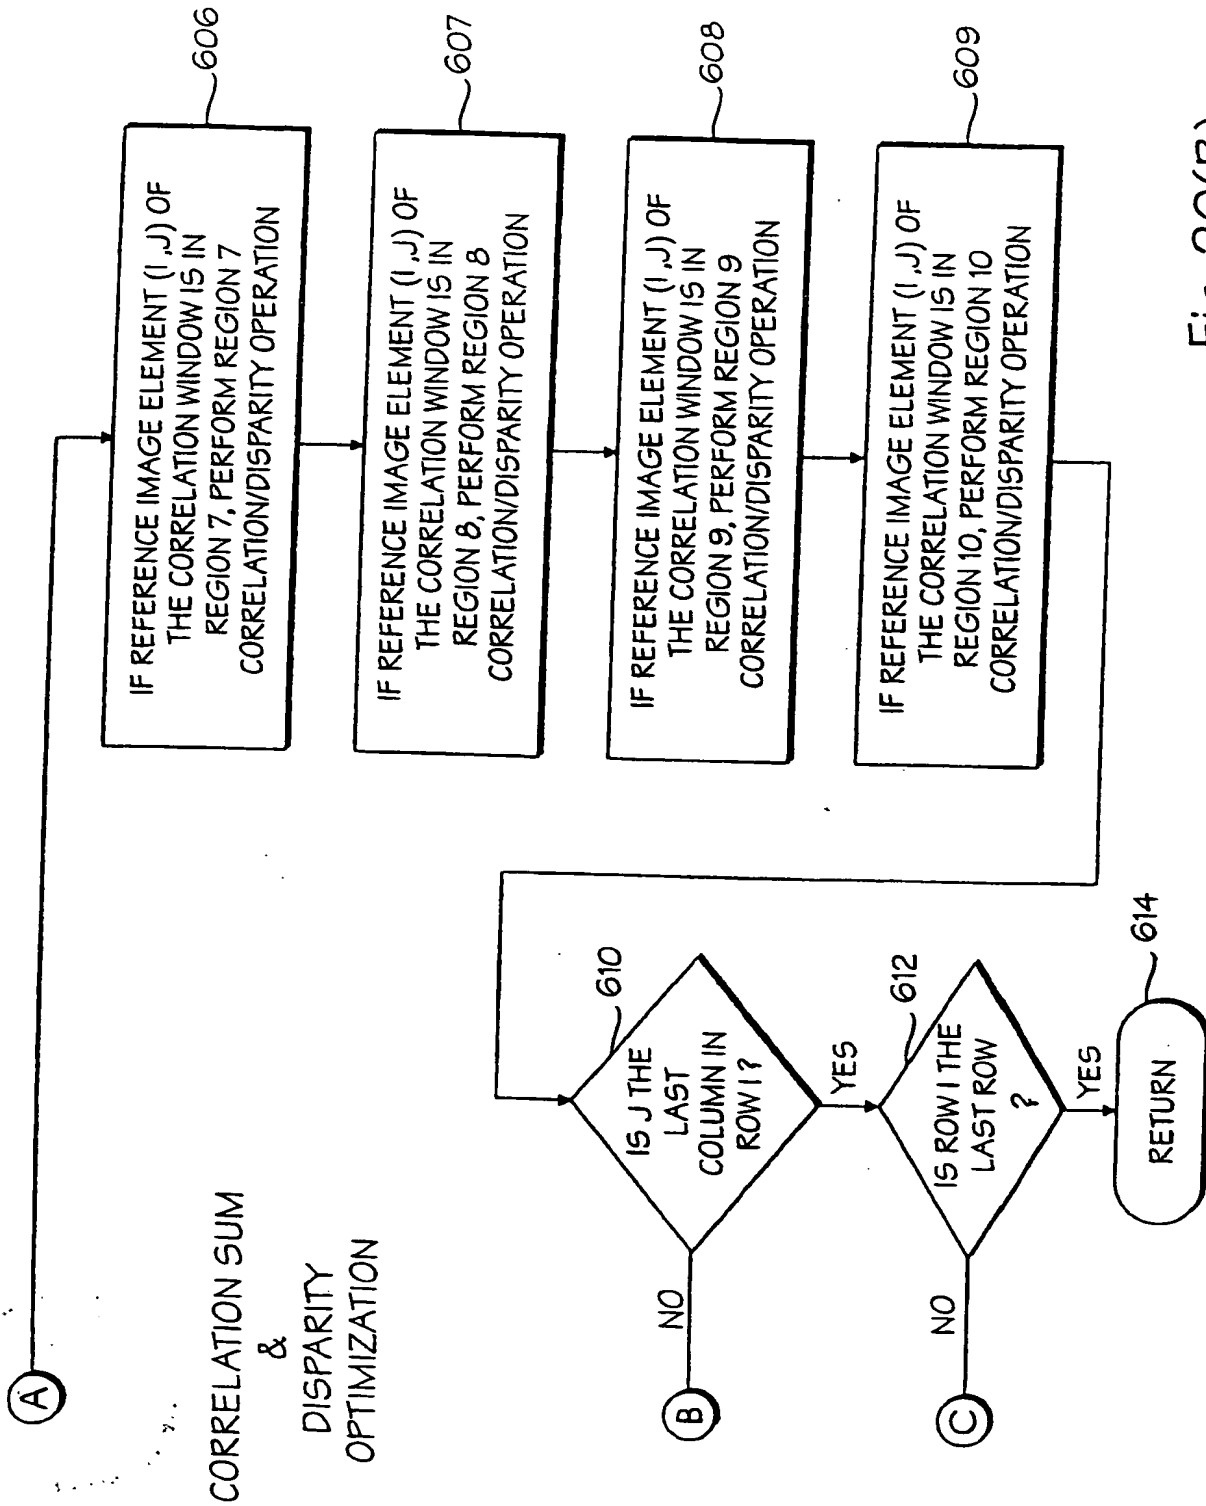 A
CORRELATION SUM
&
DISPARITY
OPTIMIZATION
IF REFERENCE IMAGE ELEMENT (I ,J) OF
THE CORRELATION WINDOW IS IN
REGION 7, PERFORM REGION 7
CORRELATION/DISPARITY OPERATION
606
IF REFERENCE IMAGE ELEMENT (I ,J) OF
THE CORRELATION WINDOW IS IN
REGION 8, PERFORM REGION 8
CORRELATION/DISPARITY OPERATION
607
IF REFERENCE IMAGE ELEMENT (I ,J) OF
THE CORRELATION WINDOW IS IN
REGION 9, PERFORM REGION 9
CORRELATION/DISPARITY OPERATION
608
IF REFERENCE IMAGE ELEMENT (I ,J) OF
THE CORRELATION WINDOW IS IN
REGION 10, PERFORM REGION 10
CORRELATION/DISPARITY OPERATION
609
B
NO
IS J THE
LAST
COLUMN IN
ROW I ?
610
YES
C
NO
IS ROW I THE
LAST ROW
?
612
YES
RETURN
614